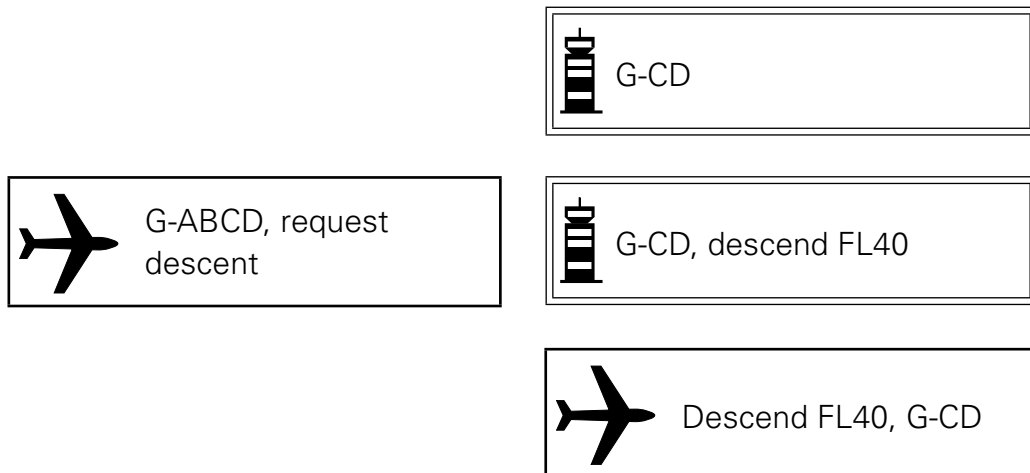 G-CD
G-ABCD, request
descent
G-CD, descend FL40
Descend FL40, G-CD